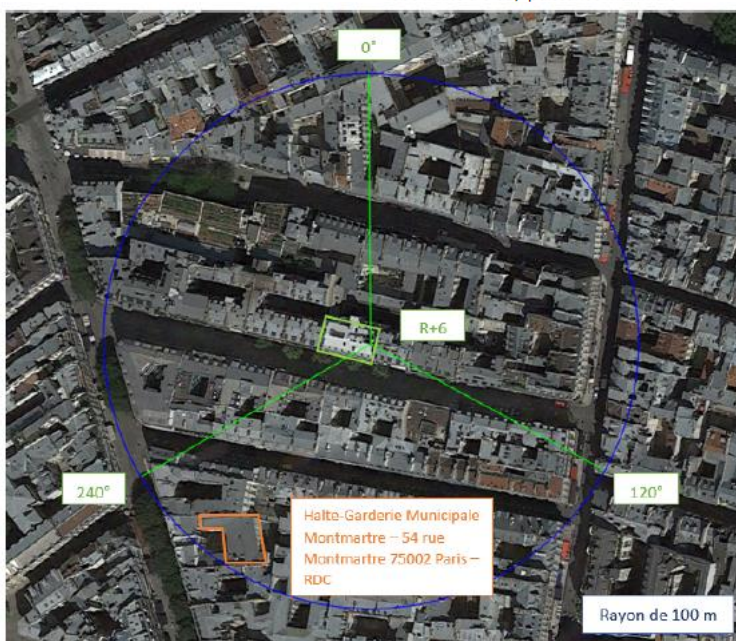 0°
R+6
240°
120°
Halte-Garderie Municipale
Montmartre – 54 rue
Montmartre 75002 Paris –
RDC
Rayon de 100 m